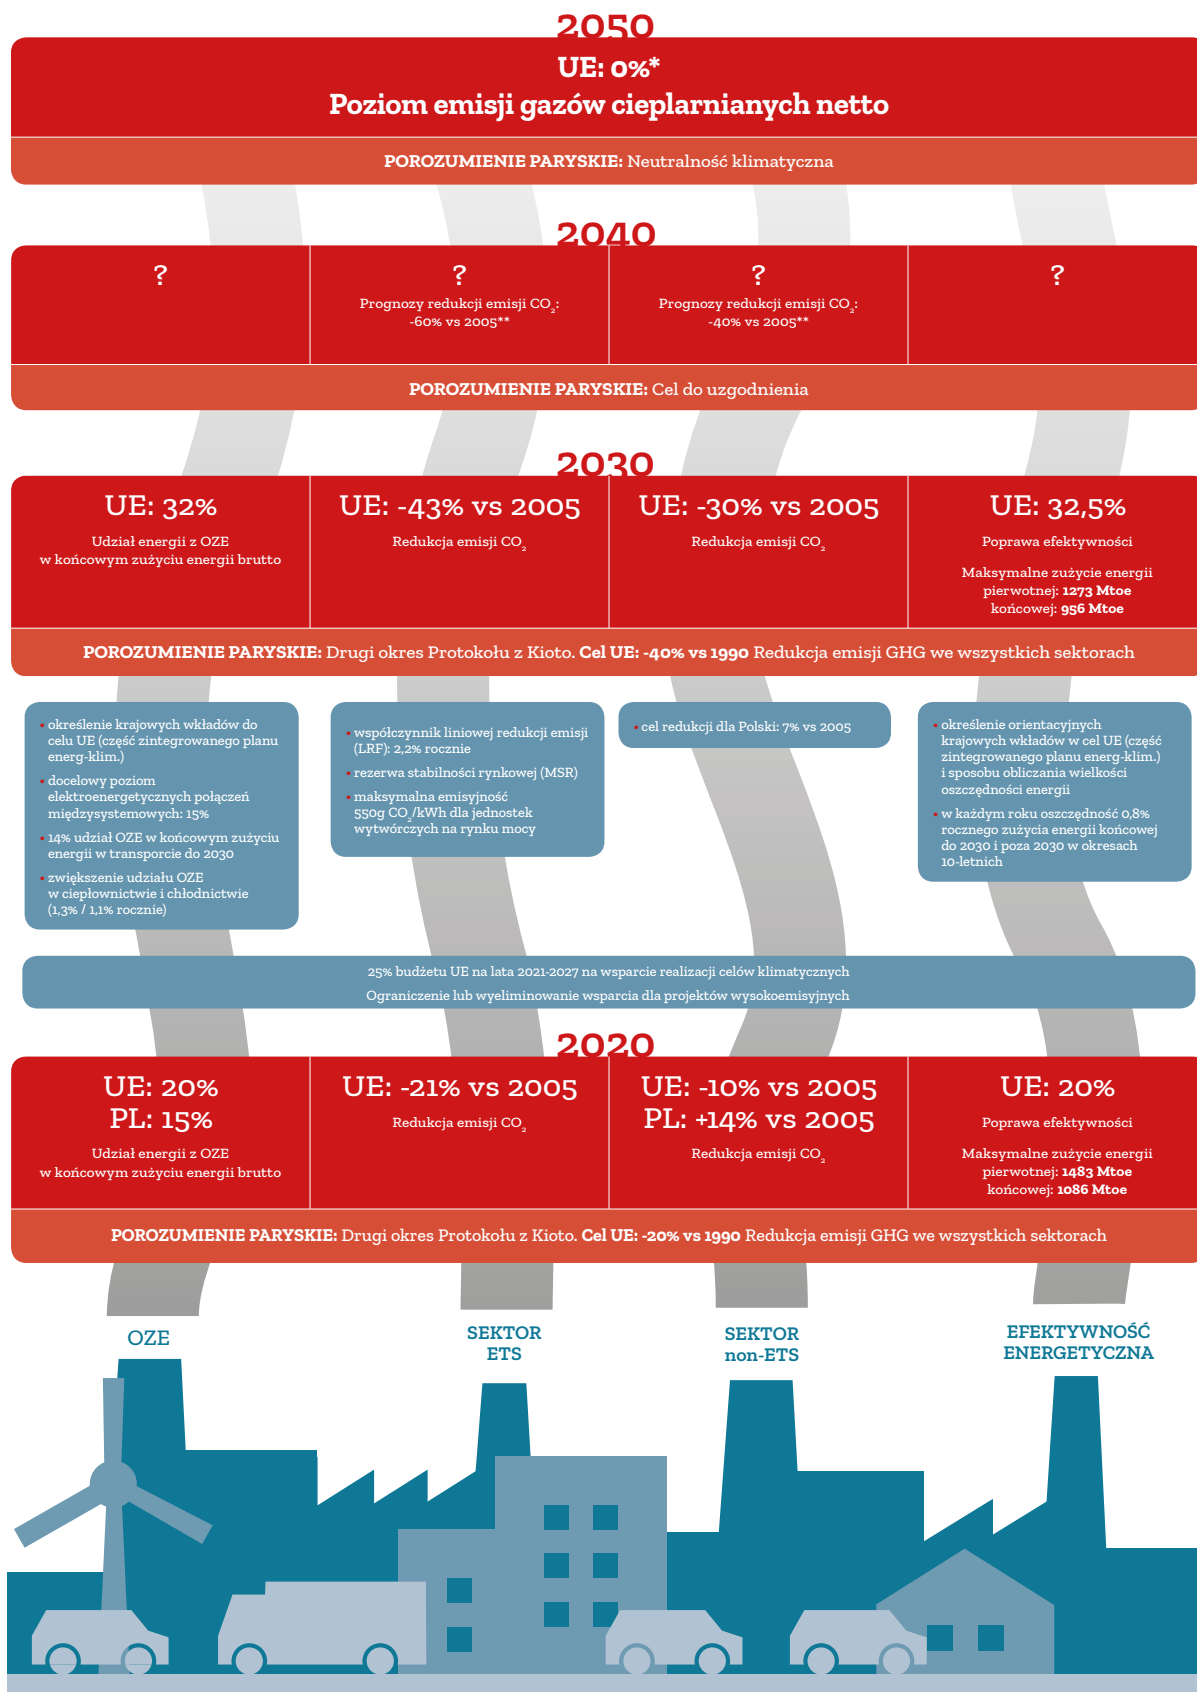 2050
UE: 0%*
Poziom emisji gazów cieplarnianych netto
POROZUMIENIE PARYSKIE: Neutralność klimatyczna
2040
?
?
Prognozy redukcji emisji CO₂:
-60% vs 2005**
?
Prognozy redukcji emisji CO₂:
-40% vs 2005**
?
POROZUMIENIE PARYSKIE: Cel do uzgodnienia
2030
UE: 32%
Udział energii z OZE
w końcowym zużyciu energii brutto
UE: -43% vs 2005
Redukcja emisji CO₂
UE: -30% vs 2005
Redukcja emisji CO₂
UE: 32,5%
Poprawa efektywności
Maksymalne zużycie energii
pierwotnej: 1273 Mtoe
końcowej: 956 Mtoe
POROZUMIENIE PARYSKIE: Drugi okres Protokołu z Kioto. Cel UE: -40% vs 1990 Redukcja emisji GHG we wszystkich sektorach
• określenie krajowych wkładów do
celu UE (część zintegrowanego planu
energ-klim.)
• docelowy poziom
elektroenergetycznych połączeń
międzysystemowych: 15%
• 14% udział OZE w końcowym zużyciu
energii w transporcie do 2030
• zwiększenie udziału OZE
w ciepłownictwie i chłodnictwie
(1,3% / 1,1% rocznie)
• współczynnik liniowej redukcji emisji
(LRF): 2,2% rocznie
• rezerwa stabilności rynkowej (MSR)
• maksymalna emisyjność
550g CO₂/kWh dla jednostek
wytwórczych na rynku mocy
• cel redukcji dla Polski: 7% vs 2005
• określenie orientacyjnych
krajowych wkładów w cel UE (część
zintegrowanego planu energ-klim.)
i sposobu obliczania wielkości
oszczędności energii
• w każdym roku oszczędność 0,8%
rocznego zużycia energii końcowej
do 2030 i poza 2030 w okresach
10-letnich
25% budżetu UE na lata 2021-2027 na wsparcie realizacji celów klimatycznych
Ograniczenie lub wyeliminowanie wsparcia dla projektów wysokoemisyjnych
2020
UE: 20%
PL: 15%
Udział energii z OZE
w końcowym zużyciu energii brutto
UE: -21% vs 2005
Redukcja emisji CO₂
UE: -10% vs 2005
PL: +14% vs 2005
Redukcja emisji CO₂
UE: 20%
Poprawa efektywności
Maksymalne zużycie energii
pierwotnej: 1483 Mtoe
końcowej: 1086 Mtoe
POROZUMIENIE PARYSKIE: Drugi okres Protokołu z Kioto. Cel UE: -20% vs 1990 Redukcja emisji GHG we wszystkich sektorach
OZE
SEKTOR
ETS
SEKTOR
non-ETS
EFEKTYWNOŚĆ
ENERGETYCZNA